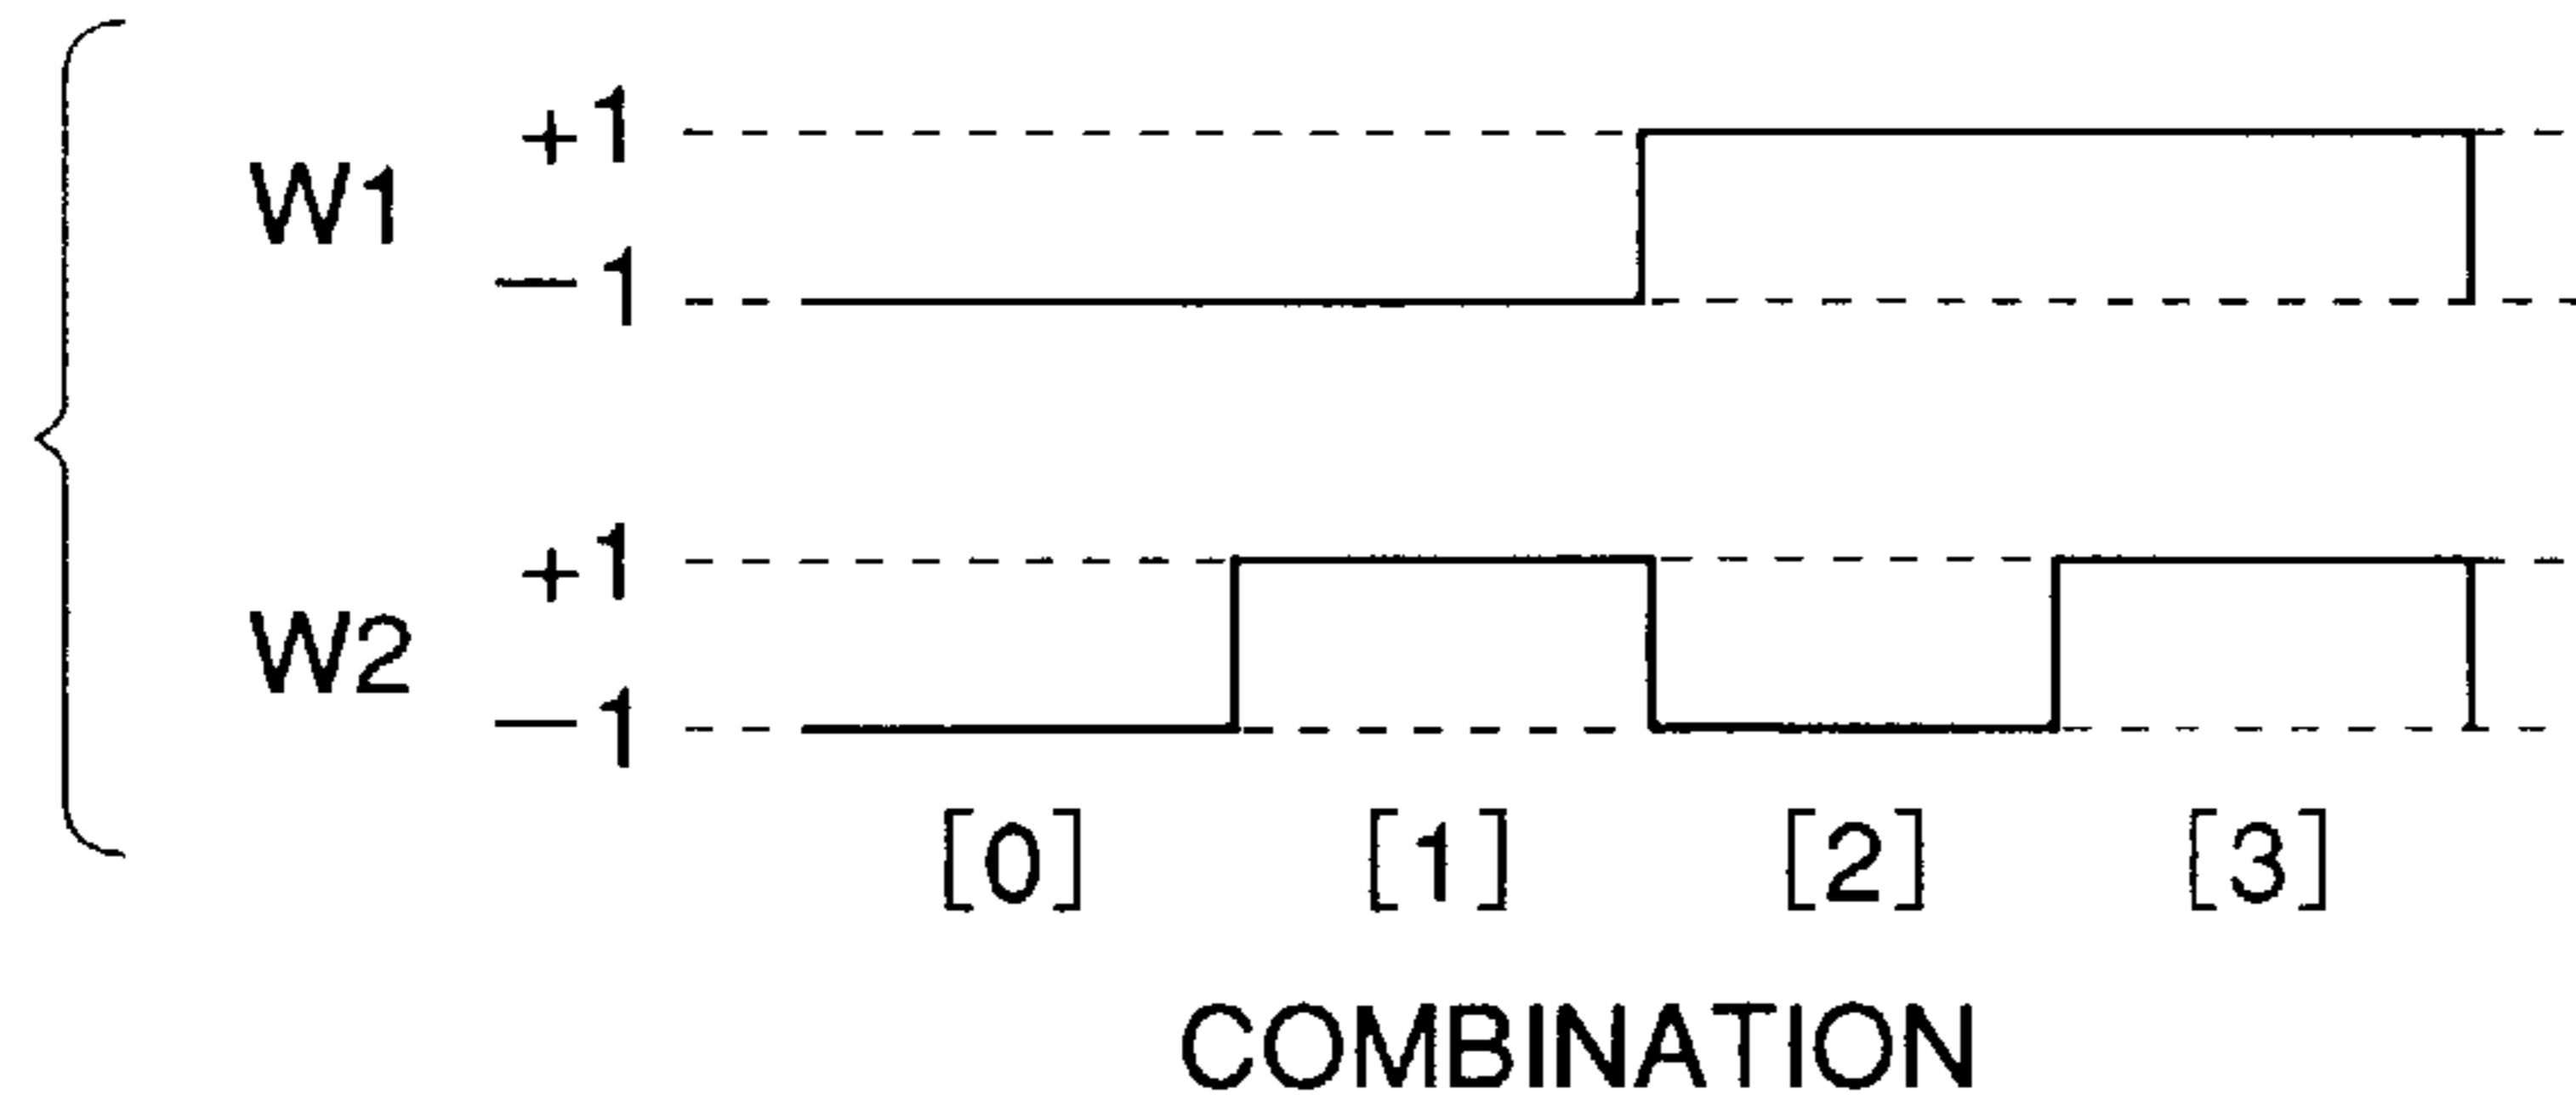 +1
W1
−1
+1
W2
−1
[0] [1] [2] [3]
COMBINATION